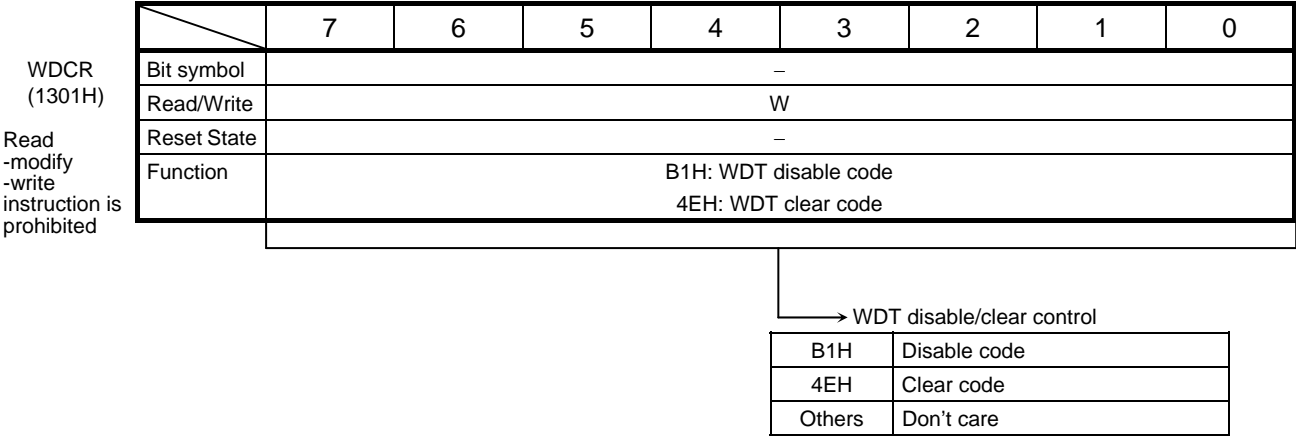 7 6 5 4 3 2 1 0
WDCR
(1301H)
Bit symbol –
Read/Write W
Reset State –
Function B1H: WDT disable code
4EH: WDT clear code
Read
-modify
-write
instruction is
prohibited
WDT disable/clear control
B1H Disable code
4EH Clear code
Others Don't care